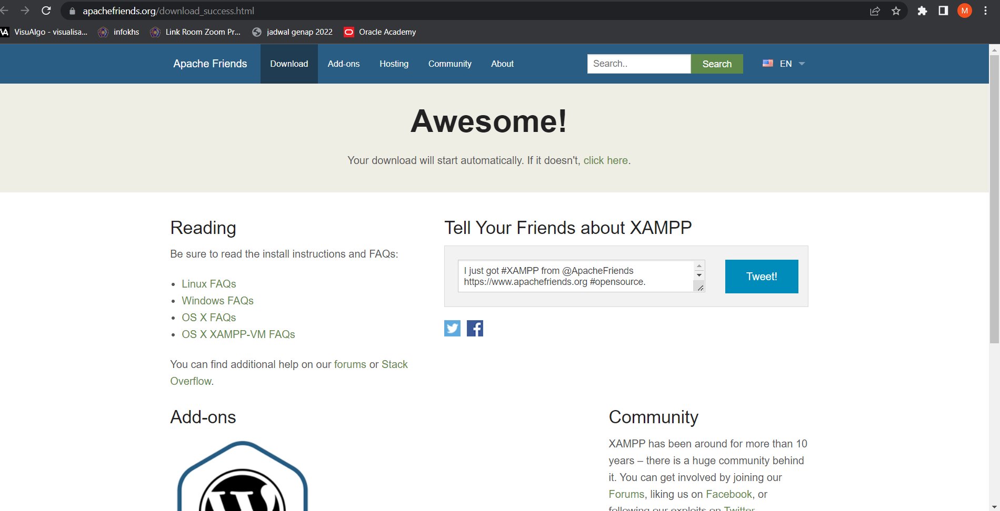 apachefriends.org/download_success.html
M
VisuAlgo - visualisa...
infokhs
Link Room Zoom Pr...
jadwal genap 2022
Oracle Academy
Apache Friends
Download
Add-ons
Hosting
Community
About
Search..
Search
EN
Awesome!
Your download will start automatically. If it doesn't, click here.
Reading
Be sure to read the install instructions and FAQs:
Linux FAQs
Windows FAQs
OS X FAQs
OS X XAMPP-VM FAQs
You can find additional help on our forums or Stack
Overflow.
Tell Your Friends about XAMPP
I just got #XAMPP from @ApacheFriends
https://www.apachefriends.org #opensource.
Tweet!
Add-ons
Community
XAMPP has been around for more than 10
years – there is a huge community behind
it. You can get involved by joining our
Forums, liking us on Facebook, or
following our exploits on Twitter